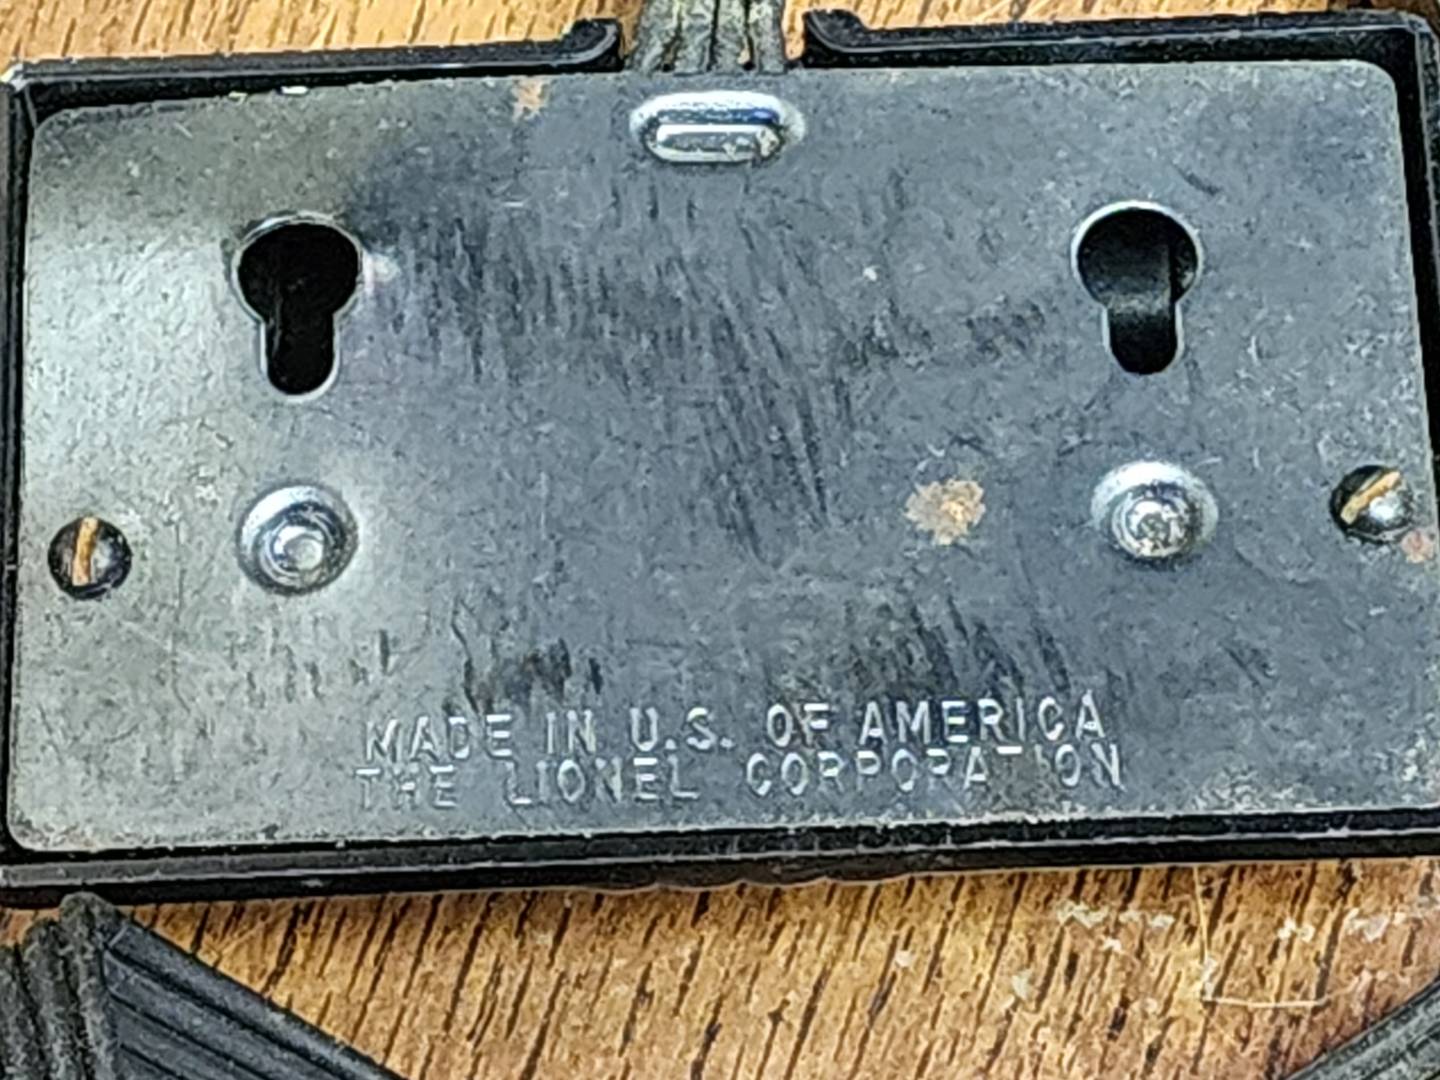 MADE IN U.S. OF AMERICA
THE LIONEL CORPORATION